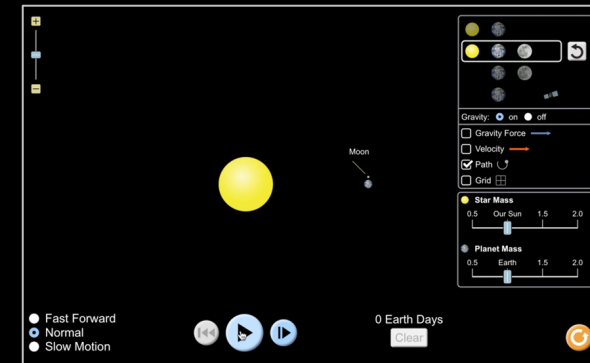 Moon
Gravity: on off
Gravity Force
Velocity
Path
Grid
Star Mass
0.5 Our Sun 1.5 2.0
Planet Mass
0.5 Earth 1.5 2.0
Fast Forward
Normal
Slow Motion
0 Earth Days
Clear